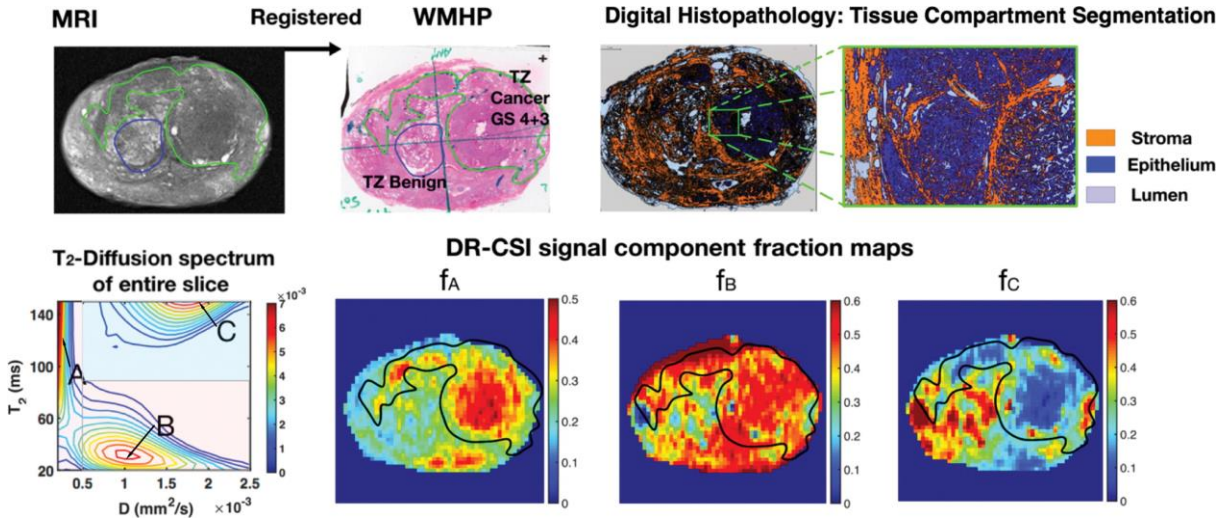 MRI
Registered
WMHP
Digital Histopathology: Tissue Compartment Segmentation
TZ
Cancer
GS 4+3
TZ Benign
Stroma
Epithelium
Lumen
T₂-Diffusion spectrum
of entire slice
DR-CSI signal component fraction maps
×10⁻³
7
6
5
4
3
2
1
0
140
100
60
20
T₂ (ms)
A
B
C
0.5 1 1.5 2 2.5
D (mm²/s) ×10⁻³
fA
0.5
0.4
0.3
0.2
0.1
0
fB
0.6
0.5
0.4
0.3
0.2
0.1
0
fC
0.6
0.5
0.4
0.3
0.2
0.1
0